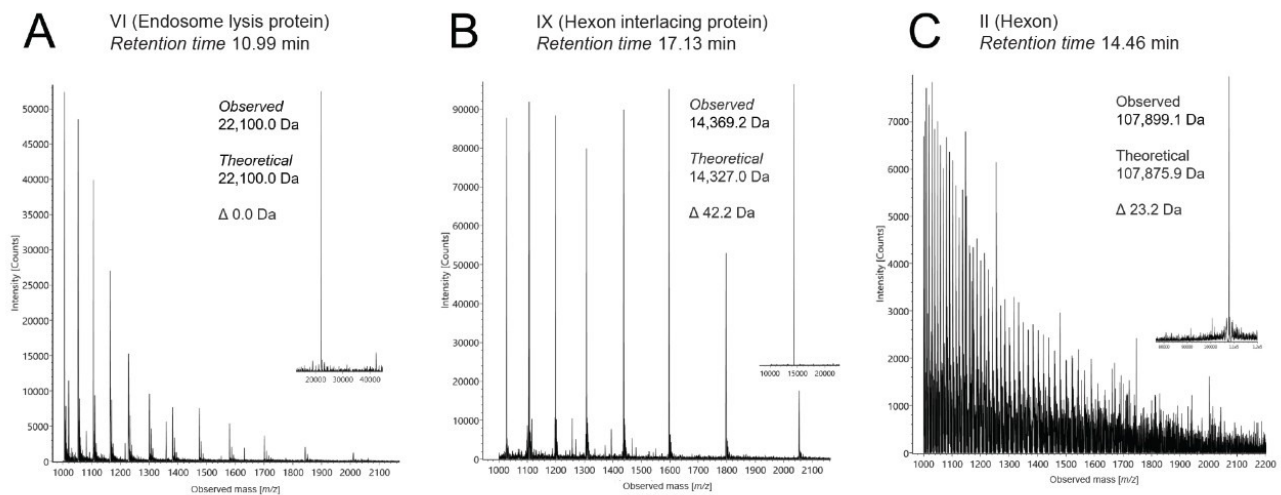 A
VI (Endosome lysis protein)
Retention time 10.99 min
Observed
22,100.0 Da
Theoretical
22,100.0 Da
Δ 0.0 Da
Intensity [Counts]
50000
45000
40000
35000
30000
25000
20000
15000
10000
5000
0
20000 30000 40000
1000 1100 1200 1300 1400 1500 1600 1700 1800 1900 2000 2100
Observed mass [m/z]
B
IX (Hexon interlacing protein)
Retention time 17.13 min
Observed
14,369.2 Da
Theoretical
14,327.0 Da
Δ 42.2 Da
Intensity [Counts]
90000
80000
70000
60000
50000
40000
30000
20000
10000
0
10000 15000 20000
1000 1100 1200 1300 1400 1500 1600 1700 1800 1900 2000 2100
Observed mass [m/z]
C
II (Hexon)
Retention time 14.46 min
Observed
107,899.1 Da
Theoretical
107,875.9 Da
Δ 23.2 Da
Intensity [Counts]
7000
6000
5000
4000
3000
2000
1000
0
1000 1100 1200 1300 1400 1500 1600 1700 1800 1900 2000 2100 2200
Observed mass [m/z]